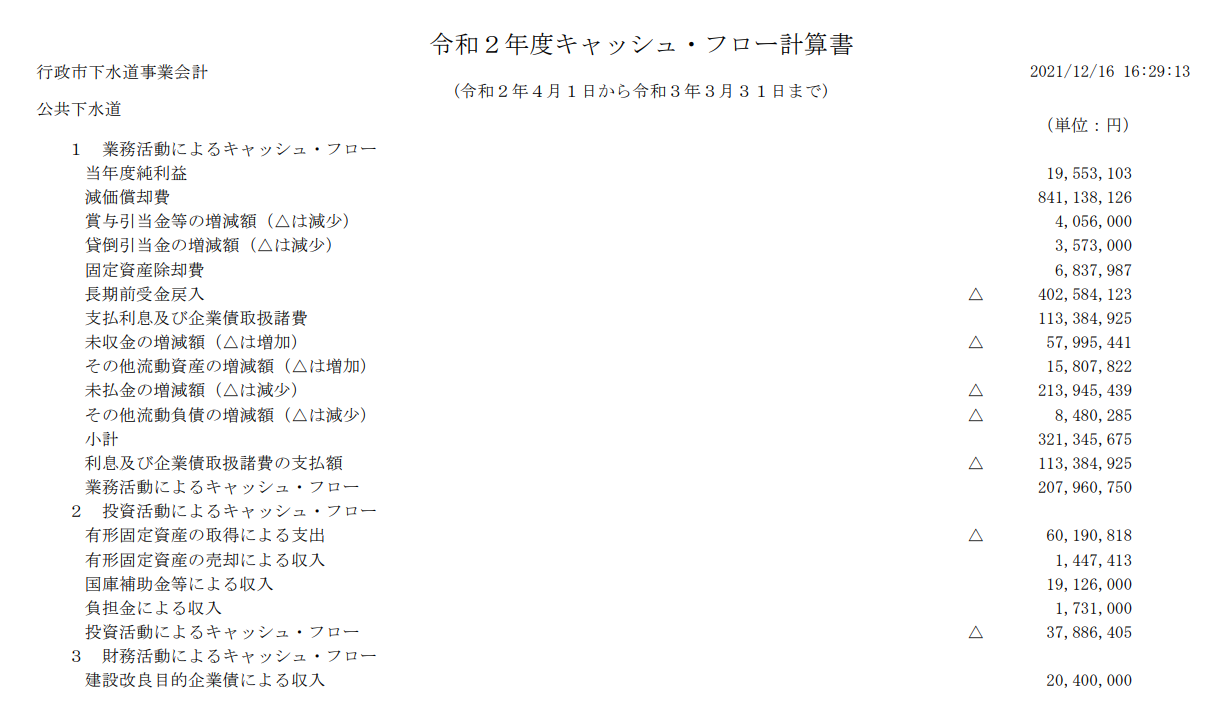 令和２年度キャッシュ・フロー計算書
行政市下水道事業会計 2021/12/16 16:29:13
（令和２年４月１日から令和３年３月３１日まで）
公共下水道
（単位：円）
１ 業務活動によるキャッシュ・フロー
当年度純利益 19,553,103
減価償却費 841,138,126
賞与引当金等の増減額（△は減少） 4,056,000
貸倒引当金の増減額（△は減少） 3,573,000
固定資産除却費 6,837,987
長期前受金戻入 △ 402,584,123
支払利息及び企業債取扱諸費 113,384,925
未収金の増減額（△は増加） △ 57,995,441
その他流動資産の増減額（△は増加） 15,807,822
未払金の増減額（△は減少） △ 213,945,439
その他流動負債の増減額（△は減少） △ 8,480,285
小計 321,345,675
利息及び企業債取扱諸費の支払額 △ 113,384,925
業務活動によるキャッシュ・フロー 207,960,750
２ 投資活動によるキャッシュ・フロー
有形固定資産の取得による支出 △ 60,190,818
有形固定資産の売却による収入 1,447,413
国庫補助金等による収入 19,126,000
負担金による収入 1,731,000
投資活動によるキャッシュ・フロー △ 37,886,405
３ 財務活動によるキャッシュ・フロー
建設改良目的企業債による収入 20,400,000